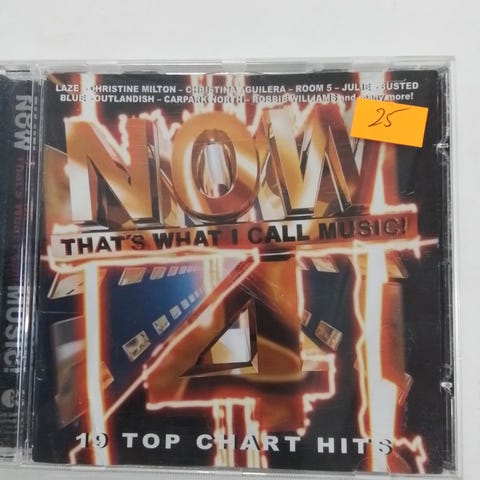 LAZE - CHRISTINE MILTON - CHRISTINA AGUILERA - ROOM 5 - JULIE - BUSTED
BLUE - OUTLANDISH - CARPARK NORTH - ROBBIE WILLIAMS and many more!
25
NOW
THAT'S WHAT I CALL MUSIC!
4
19 TOP CHART HITS
NOW
MUSIC!